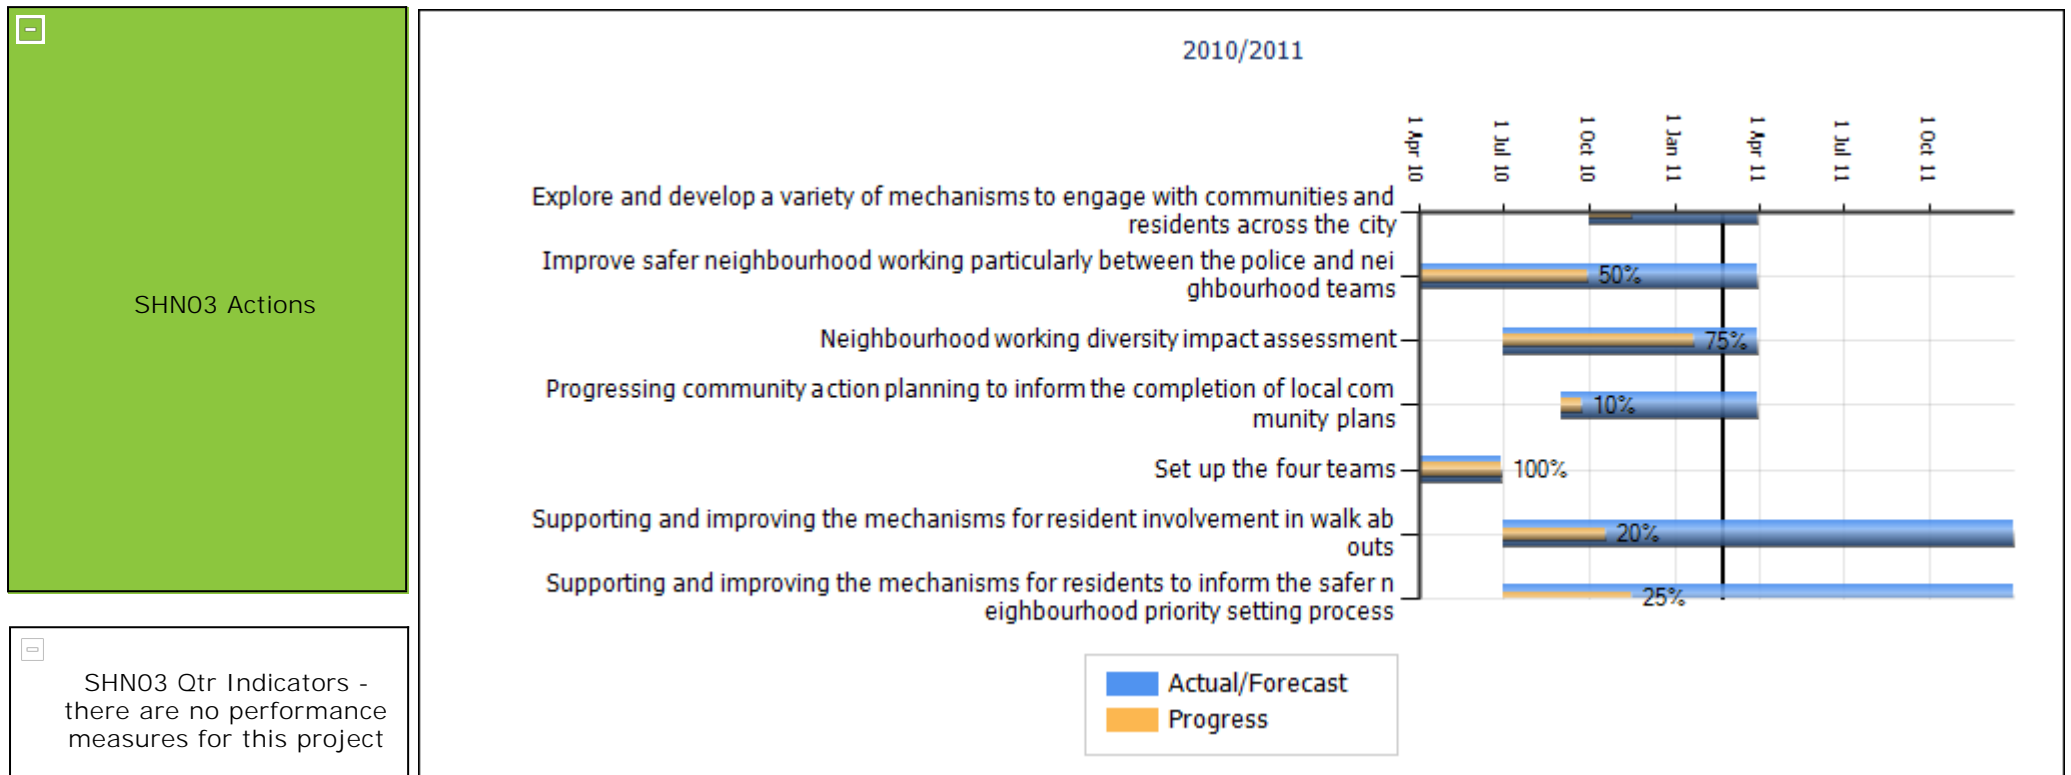 SHN03 Actions
2010/2011
1 Apr 10
1 Jul 10
1 Oct 10
1 Jan 11
1 Apr 11
1 Jul 11
1 Oct 11
Explore and develop a variety of mechanisms to engage with communities and
residents across the city
Improve safer neighbourhood working particularly between the police and nei
ghbourhood teams
50%
Neighbourhood working diversity impact assessment
75%
Progressing community action planning to inform the completion of local com
munity plans
10%
Set up the four teams
100%
Supporting and improving the mechanisms for resident involvement in walk ab
outs
20%
Supporting and improving the mechanisms for residents to inform the safer n
eighbourhood priority setting process
25%
Actual/Forecast
Progress
SHN03 Qtr Indicators -
there are no performance
measures for this project